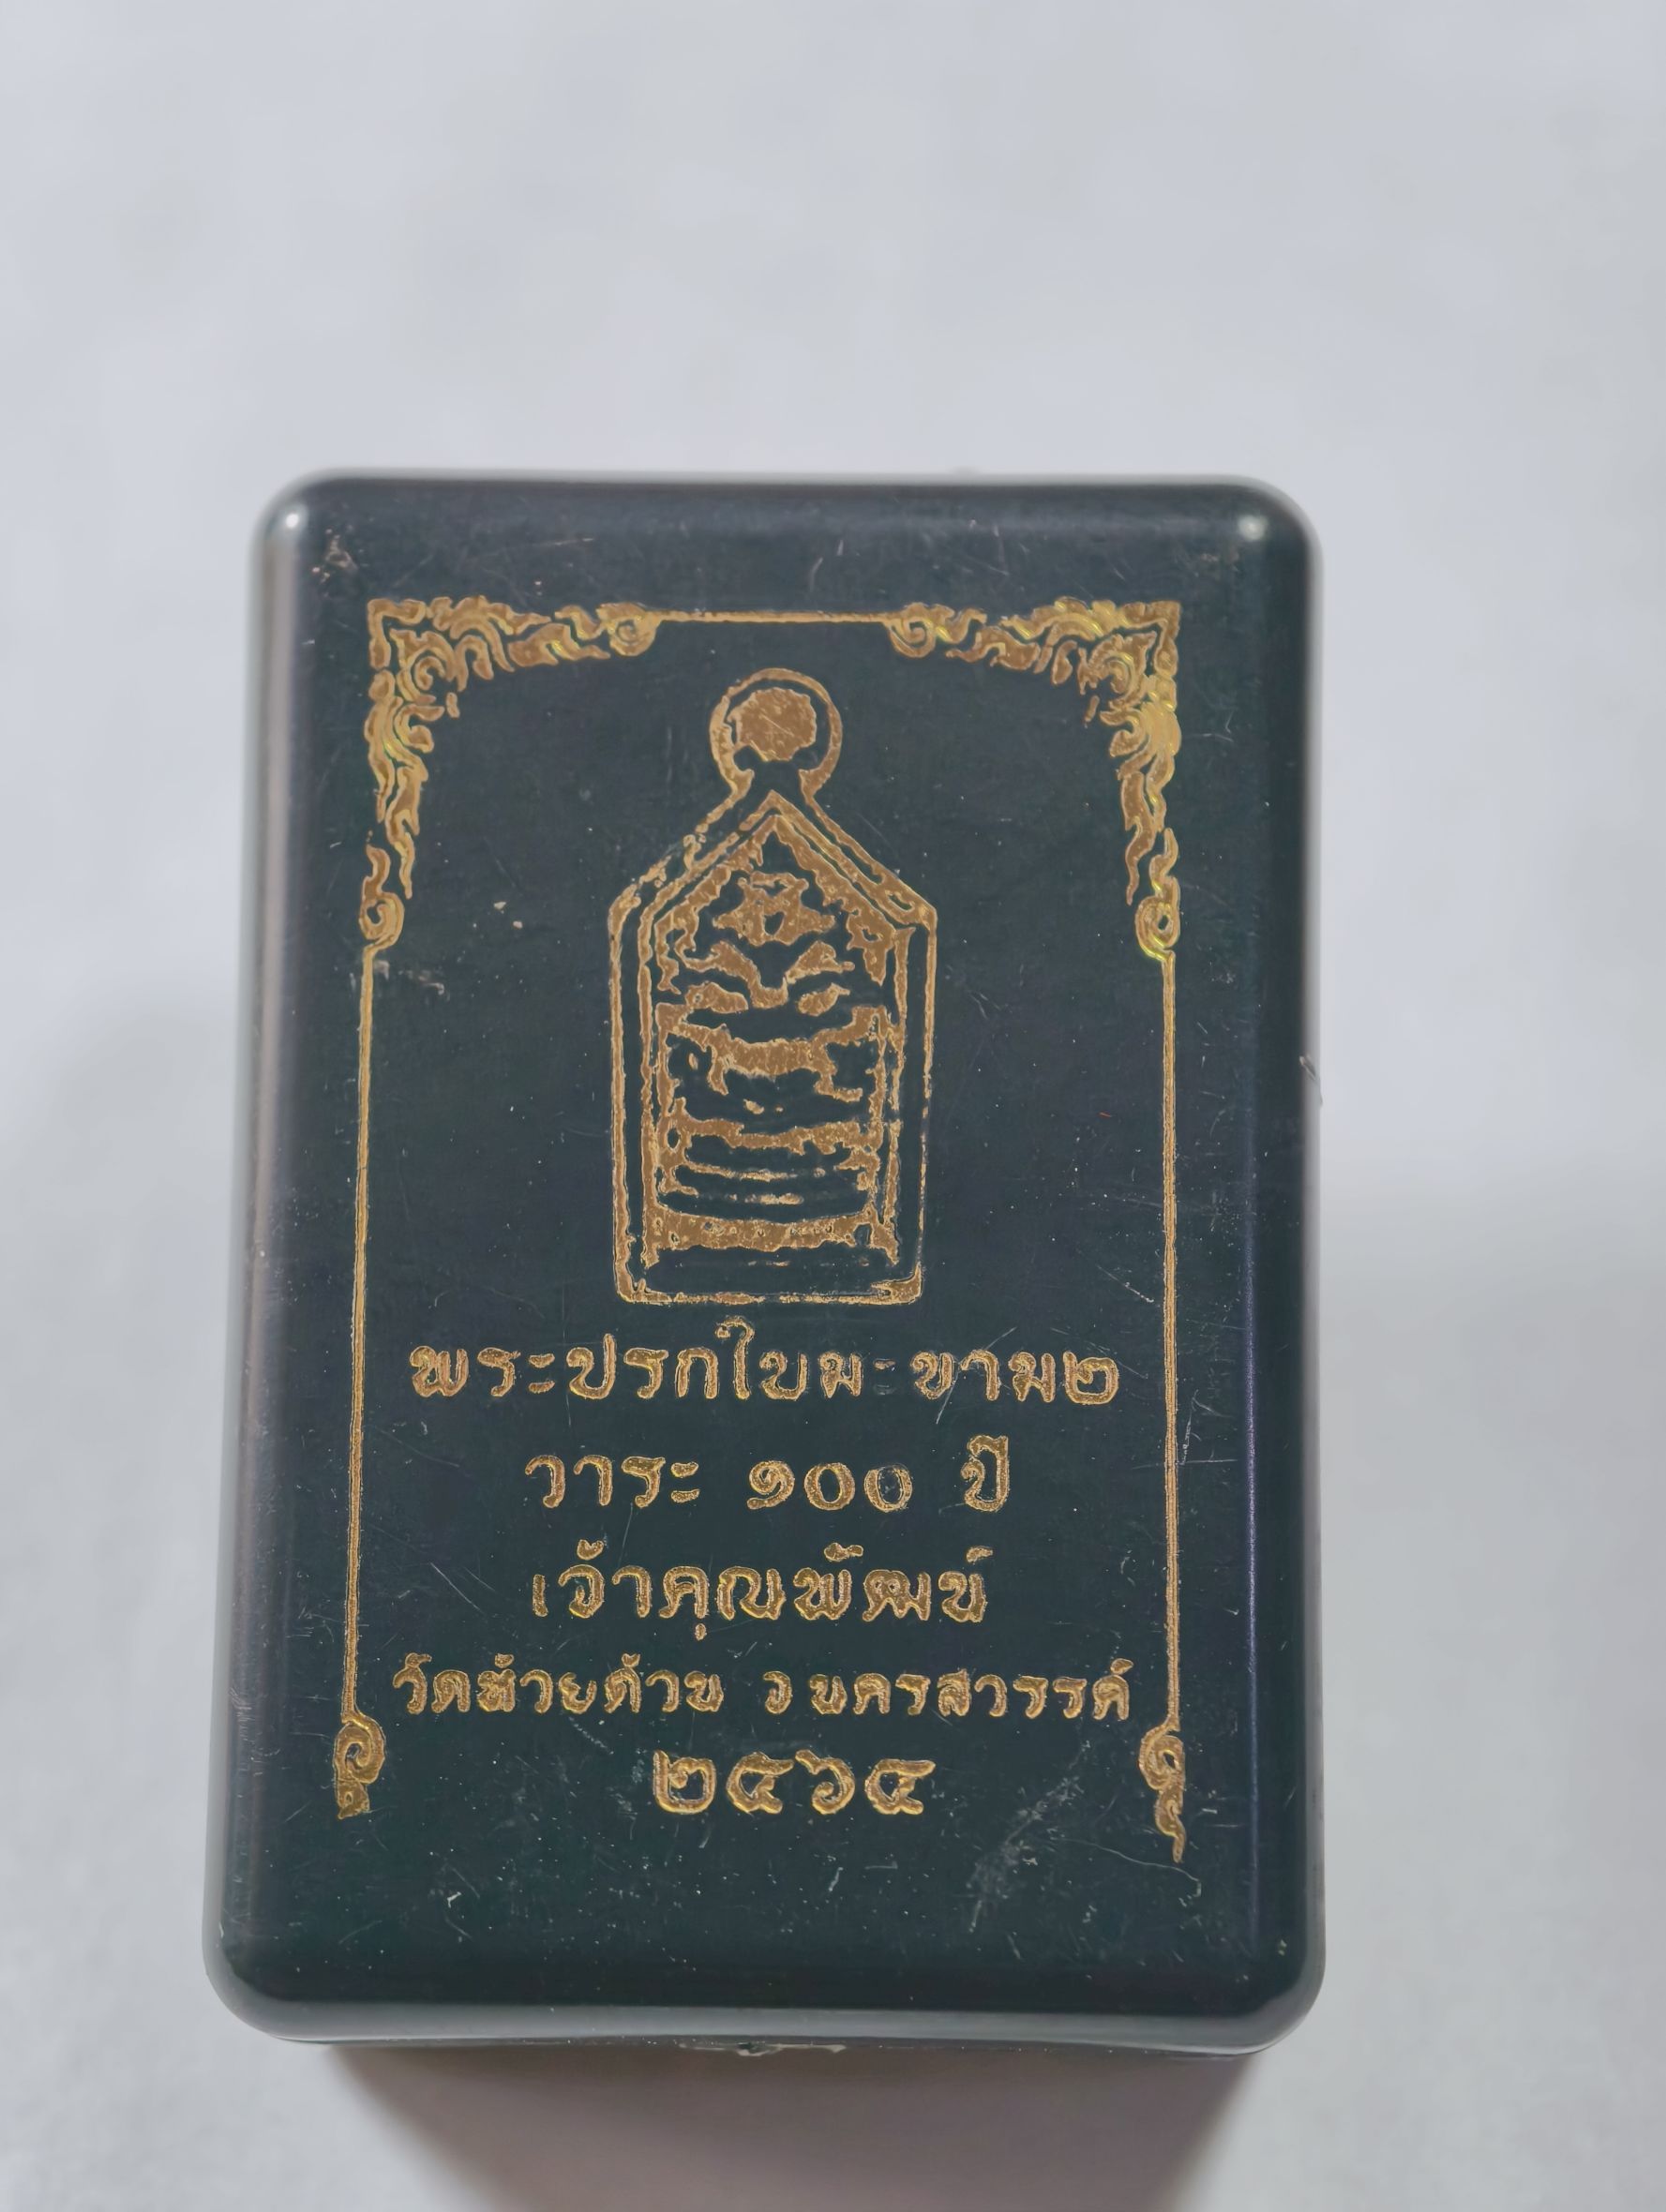 พระปรกใบมะขาม๒
วาระ ๑๐๐ ปี
เจ้าคุณพัฒน์
วัดห้วยด้วน จ นครสวรรค์
๒๕๖๕